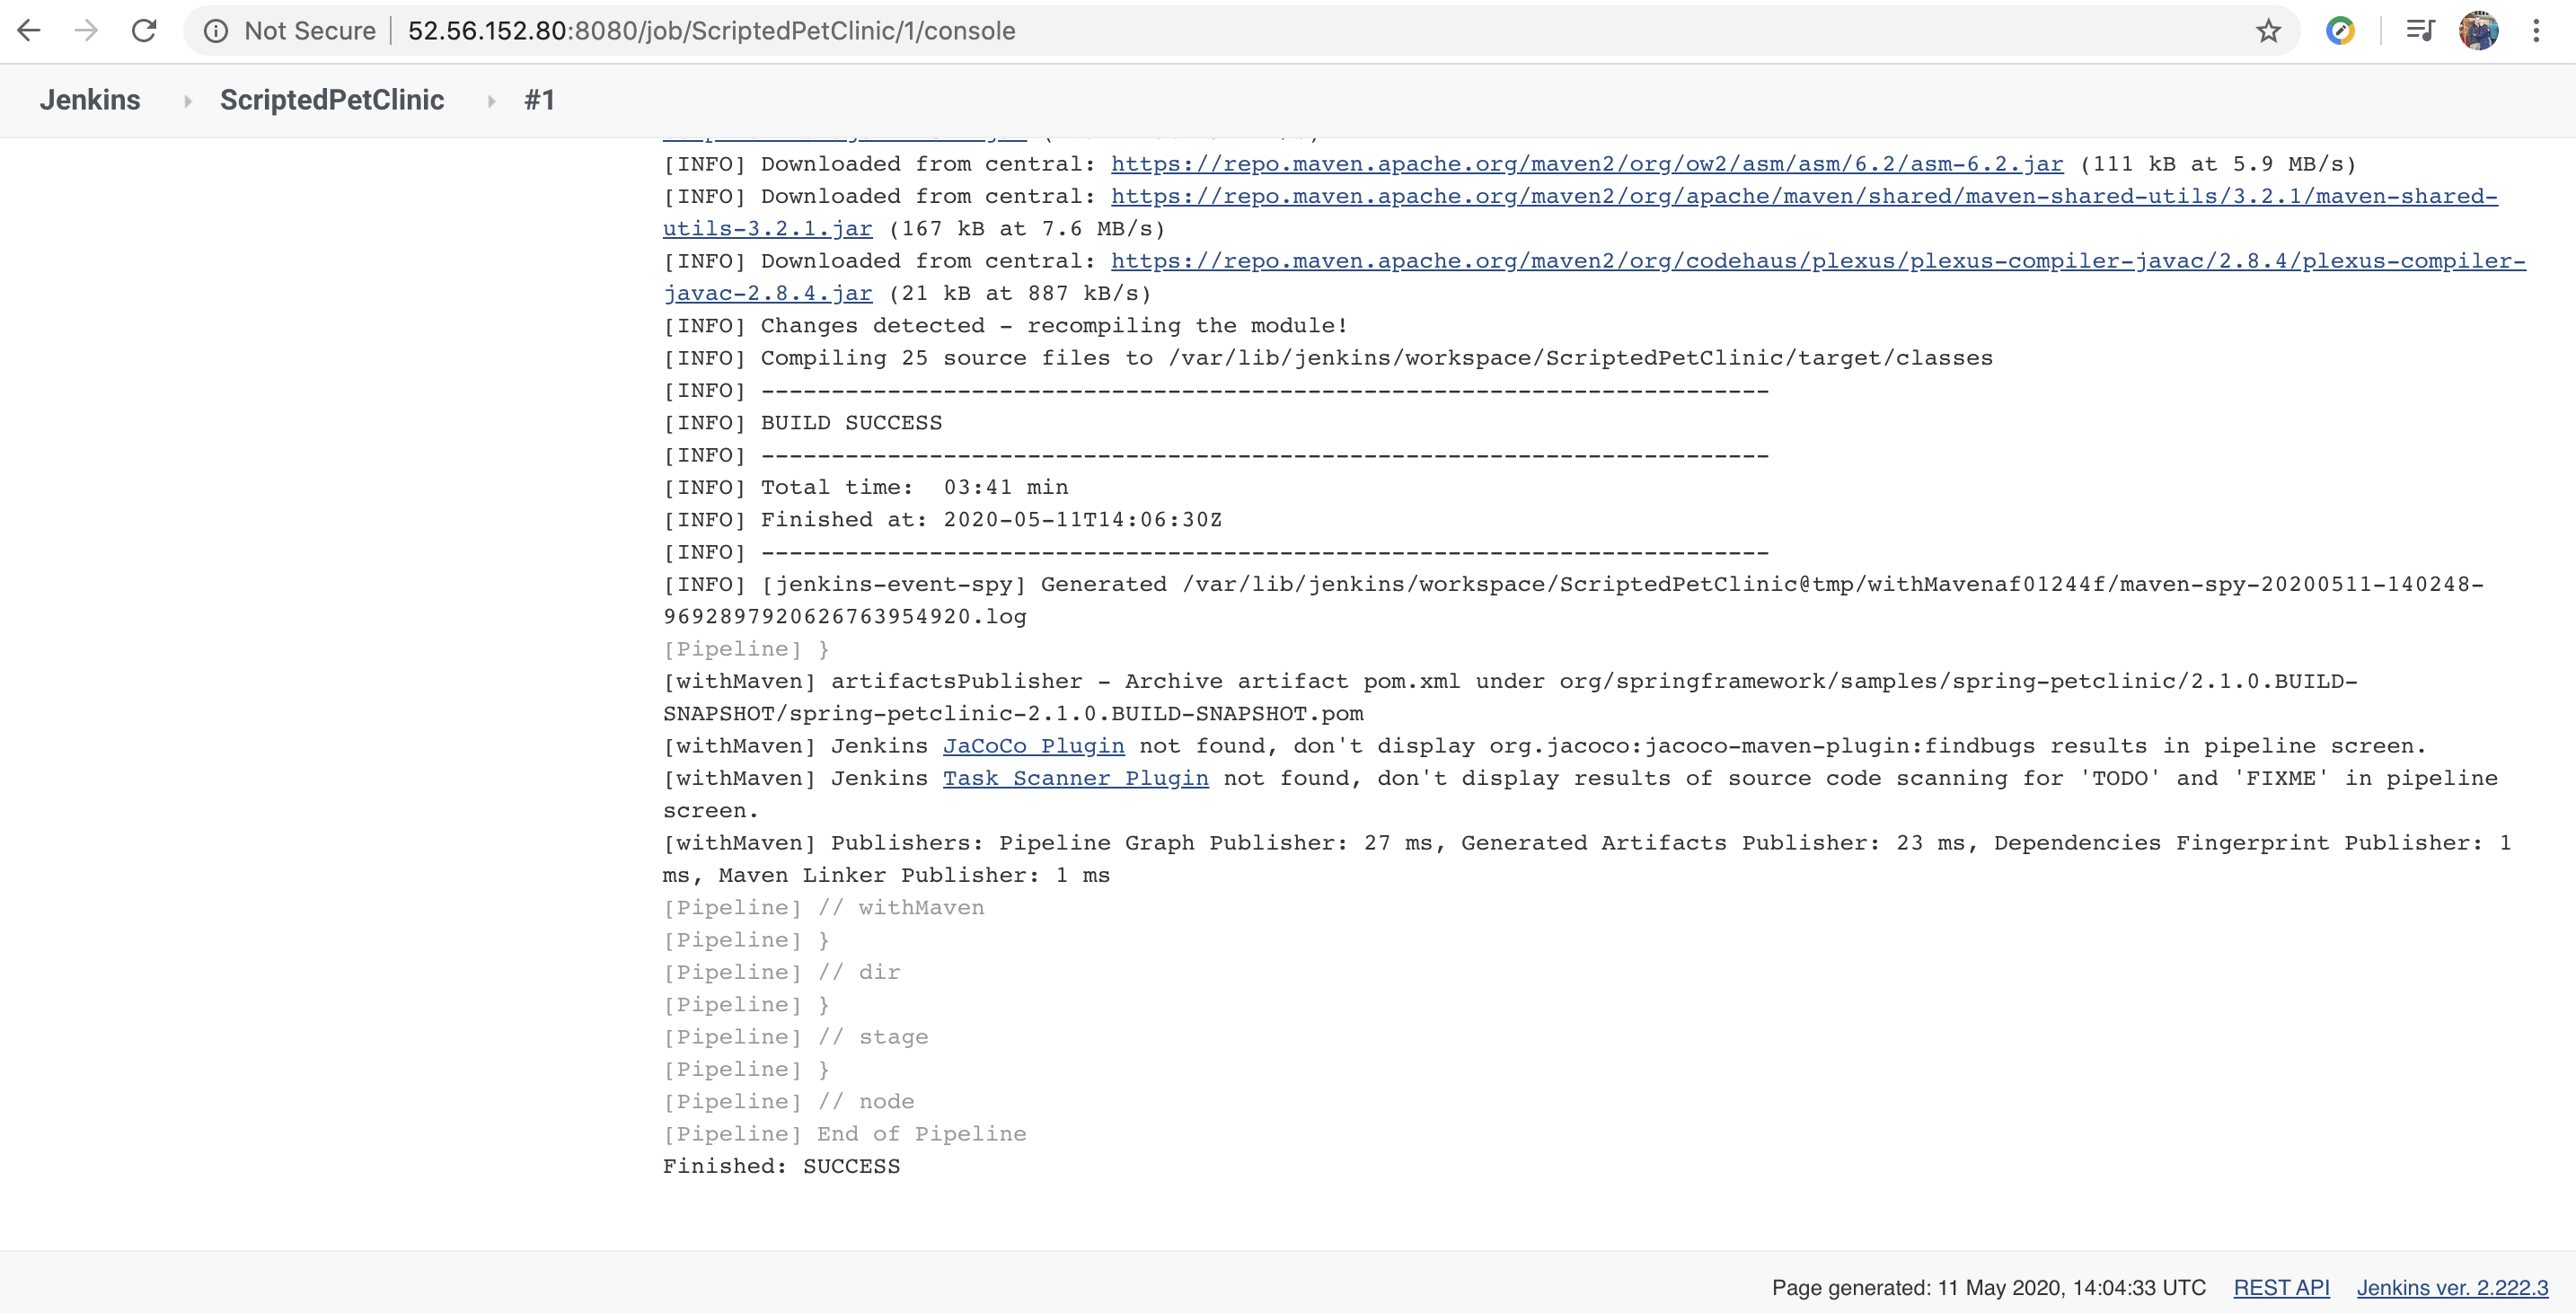 Not Secure | 52.56.152.80:8080/job/ScriptedPetClinic/1/console
Jenkins ScriptedPetClinic #1
[INFO] Downloaded from central: https://repo.maven.apache.org/maven2/org/ow2/asm/asm/6.2/asm-6.2.jar (111 kB at 5.9 MB/s)
[INFO] Downloaded from central: https://repo.maven.apache.org/maven2/org/apache/maven/shared/maven-shared-utils/3.2.1/maven-shared-
utils-3.2.1.jar (167 kB at 7.6 MB/s)
[INFO] Downloaded from central: https://repo.maven.apache.org/maven2/org/codehaus/plexus/plexus-compiler-javac/2.8.4/plexus-compiler-
javac-2.8.4.jar (21 kB at 887 kB/s)
[INFO] Changes detected - recompiling the module!
[INFO] Compiling 25 source files to /var/lib/jenkins/workspace/ScriptedPetClinic/target/classes
[INFO] ------------------------------------------------------------------------
[INFO] BUILD SUCCESS
[INFO] ------------------------------------------------------------------------
[INFO] Total time:  03:41 min
[INFO] Finished at: 2020-05-11T14:06:30Z
[INFO] ------------------------------------------------------------------------
[INFO] [jenkins-event-spy] Generated /var/lib/jenkins/workspace/ScriptedPetClinic@tmp/withMavenaf01244f/maven-spy-20200511-140248-
9692897920626763954920.log
[Pipeline] }
[withMaven] artifactsPublisher - Archive artifact pom.xml under org/springframework/samples/spring-petclinic/2.1.0.BUILD-
SNAPSHOT/spring-petclinic-2.1.0.BUILD-SNAPSHOT.pom
[withMaven] Jenkins JaCoCo Plugin not found, don't display org.jacoco:jacoco-maven-plugin:findbugs results in pipeline screen.
[withMaven] Jenkins Task Scanner Plugin not found, don't display results of source code scanning for 'TODO' and 'FIXME' in pipeline
screen.
[withMaven] Publishers: Pipeline Graph Publisher: 27 ms, Generated Artifacts Publisher: 23 ms, Dependencies Fingerprint Publisher: 1
ms, Maven Linker Publisher: 1 ms
[Pipeline] // withMaven
[Pipeline] }
[Pipeline] // dir
[Pipeline] }
[Pipeline] // stage
[Pipeline] }
[Pipeline] // node
[Pipeline] End of Pipeline
Finished: SUCCESS
Page generated: 11 May 2020, 14:04:33 UTC REST API Jenkins ver. 2.222.3